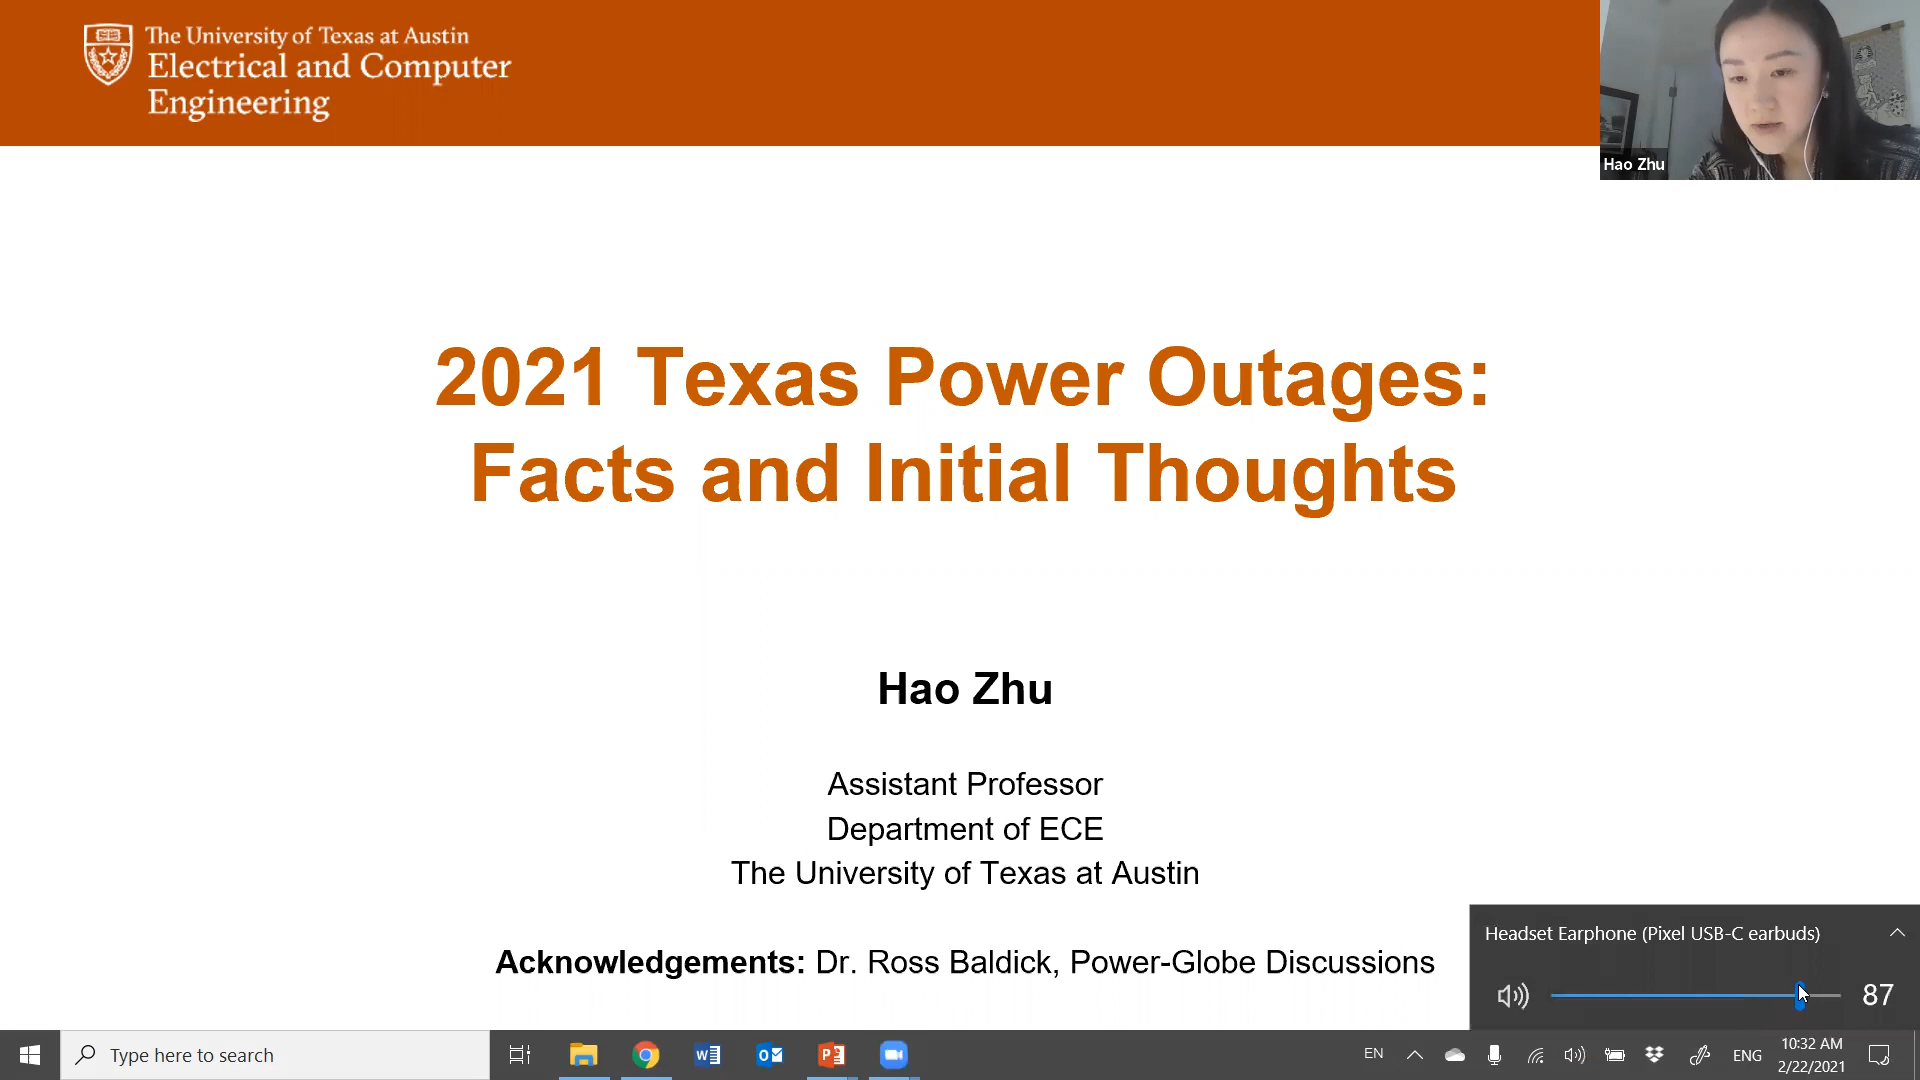 The University of Texas at Austin
Electrical and Computer
Engineering
Hao Zhu
2021 Texas Power Outages:
Facts and Initial Thoughts
Hao Zhu
Assistant Professor
Department of ECE
The University of Texas at Austin
Acknowledgements: Dr. Ross Baldick, Power-Globe Discussions
Headset Earphone (Pixel USB-C earbuds)
87
Type here to search
EN
ENG
10:32 AM
2/22/2021